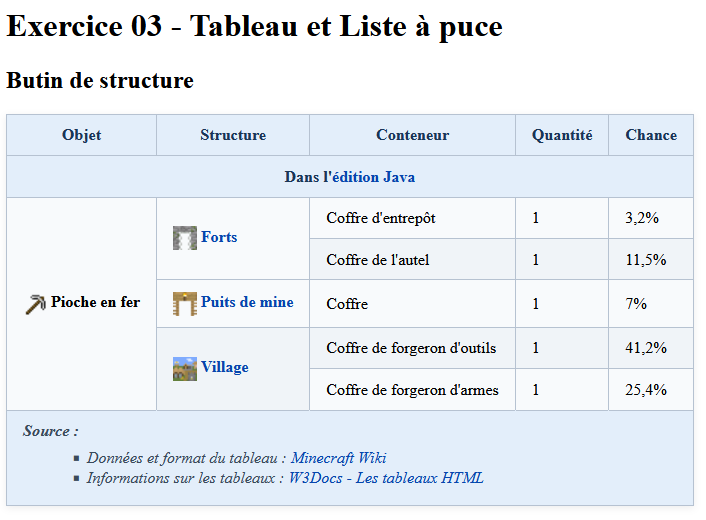 Exercice 03 - Tableau et Liste à puce
Butin de structure
Objet Structure Conteneur Quantité Chance
Dans l'édition Java
Pioche en fer
Forts
Coffre d'entrepôt 1 3,2%
Coffre de l'autel 1 11,5%
Puits de mine
Coffre 1 7%
Village
Coffre de forgeron d'outils 1 41,2%
Coffre de forgeron d'armes 1 25,4%
Source :
Données et format du tableau : Minecraft Wiki
Informations sur les tableaux : W3Docs - Les tableaux HTML